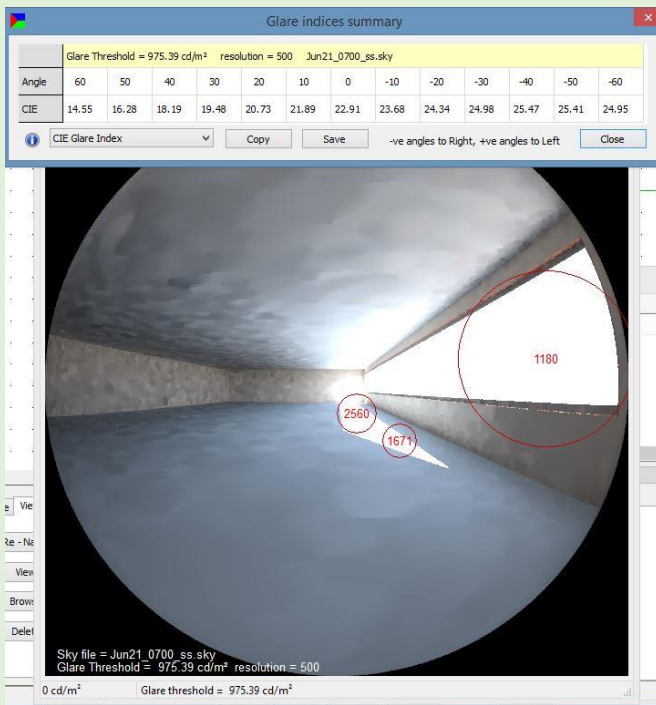 Glare indices summary
Glare Threshold = 975.39 cd/m² resolution = 500 Jun21_0700_ss.sky
Angle 60 50 40 30 20 10 0 -10 -20 -30 -40 -50 -60
CIE 14.55 16.28 18.19 19.48 20.73 21.89 22.91 23.68 24.34 24.98 25.47 25.41 24.95
CIE Glare Index Copy Save -ve angles to Right, +ve angles to Left Close
1180
2560
1671
Vie
Re - Na
View
Brows
Delet
Sky file = Jun21_0700_ss.sky
Glare Threshold = 975.39 cd/m² resolution = 500
0 cd/m² Glare threshold = 975.39 cd/m²